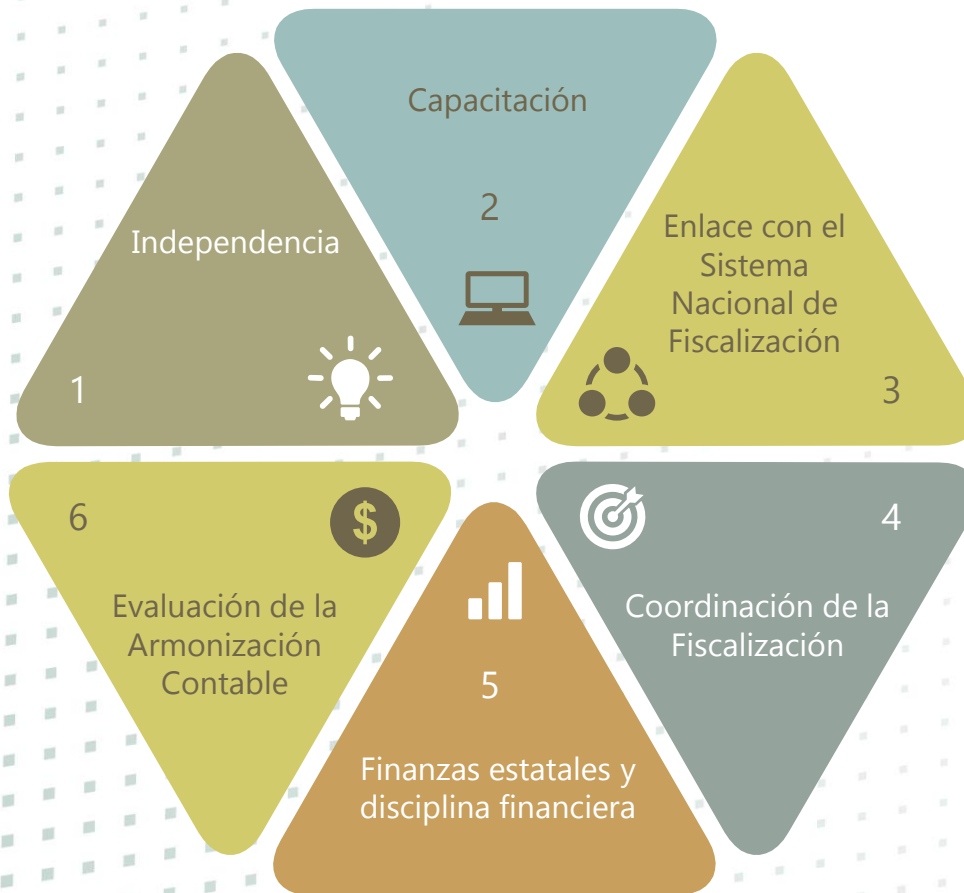 Independencia
1
Capacitación
2
Enlace con el
Sistema
Nacional de
Fiscalización
3
4
Coordinación de la
Fiscalización
5
Finanzas estatales y
disciplina financiera
6
$
Evaluación de la
Armonización
Contable